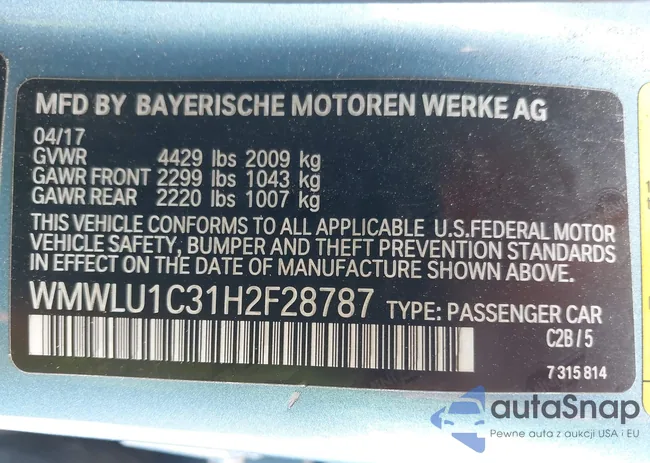 MFD BY BAYERISCHE MOTOREN WERKE AG
04/17
GVWR 4429 lbs 2009 kg
GAWR FRONT 2299 lbs 1043 kg
GAWR REAR 2220 lbs 1007 kg
THIS VEHICLE CONFORMS TO ALL APPLICABLE U.S.FEDERAL MOTOR
VEHICLE SAFETY, BUMPER AND THEFT PREVENTION STANDARDS
IN EFFECT ON THE DATE OF MANUFACTURE SHOWN ABOVE.
WMWLU1C31H2F28787 TYPE: PASSENGER CAR
C2B/5
7 315 814
autaSnap
Pewne auta z aukcji USA i EU